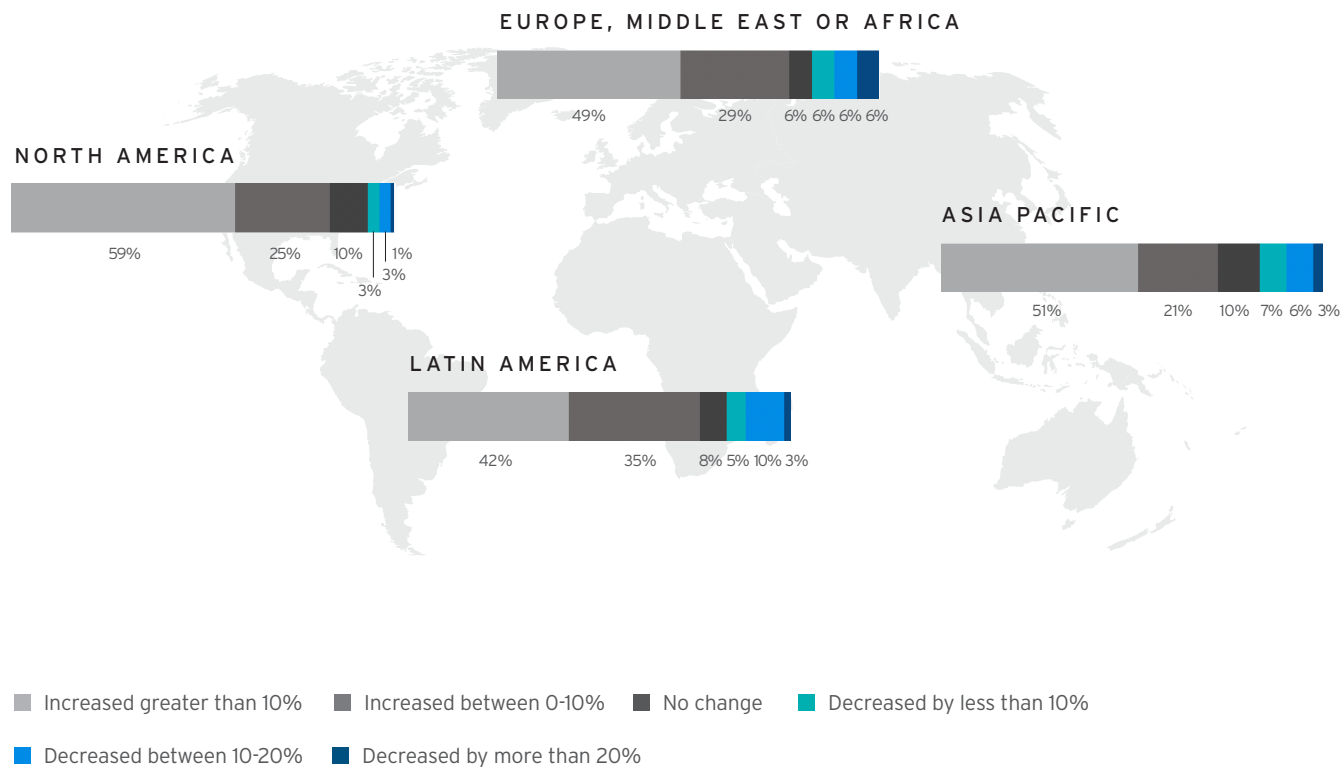 EUROPE, MIDDLE EAST OR AFRICA
49% 29% 6% 6% 6% 6%
NORTH AMERICA
59% 25% 10% 1%
3%
3%
ASIA PACIFIC
51% 21% 10% 7% 6% 3%
LATIN AMERICA
42% 35% 8% 5% 10% 3%
Increased greater than 10% Increased between 0-10% No change Decreased by less than 10%
Decreased between 10-20% Decreased by more than 20%